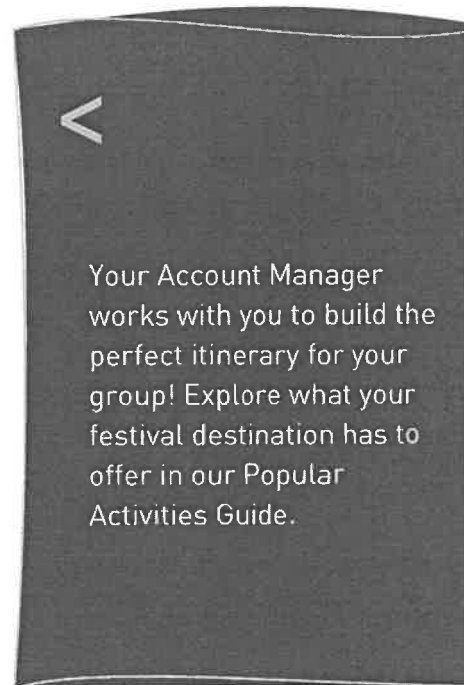 <
Your Account Manager
works with you to build the
perfect itinerary for your
group! Explore what your
festival destination has to
offer in our Popular
Activities Guide.